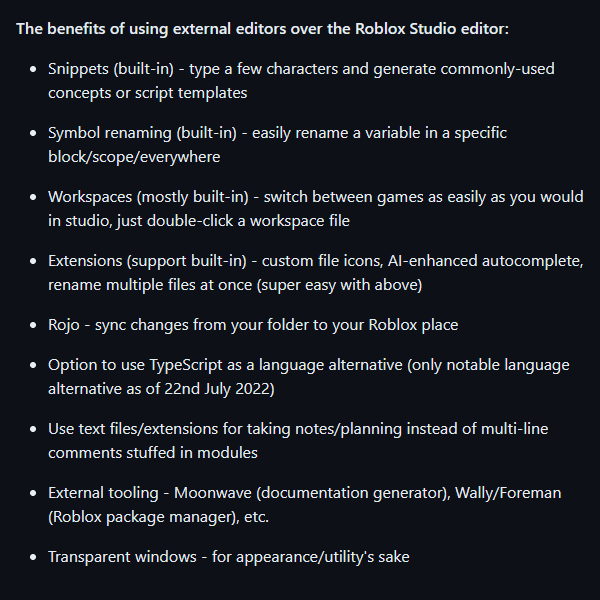 The benefits of using external editors over the Roblox Studio editor:
• Snippets (built-in) - type a few characters and generate commonly-used
concepts or script templates
• Symbol renaming (built-in) - easily rename a variable in a specific
block/scope/everywhere
• Workspaces (mostly built-in) - switch between games as easily as you would
in studio, just double-click a workspace file
• Extensions (support built-in) - custom file icons, AI-enhanced autocomplete,
rename multiple files at once (super easy with above)
• Rojo - sync changes from your folder to your Roblox place
• Option to use TypeScript as a language alternative (only notable language
alternative as of 22nd July 2022)
• Use text files/extensions for taking notes/planning instead of multi-line
comments stuffed in modules
• External tooling - Moonwave (documentation generator), Wally/Foreman
(Roblox package manager), etc.
• Transparent windows - for appearance/utility's sake